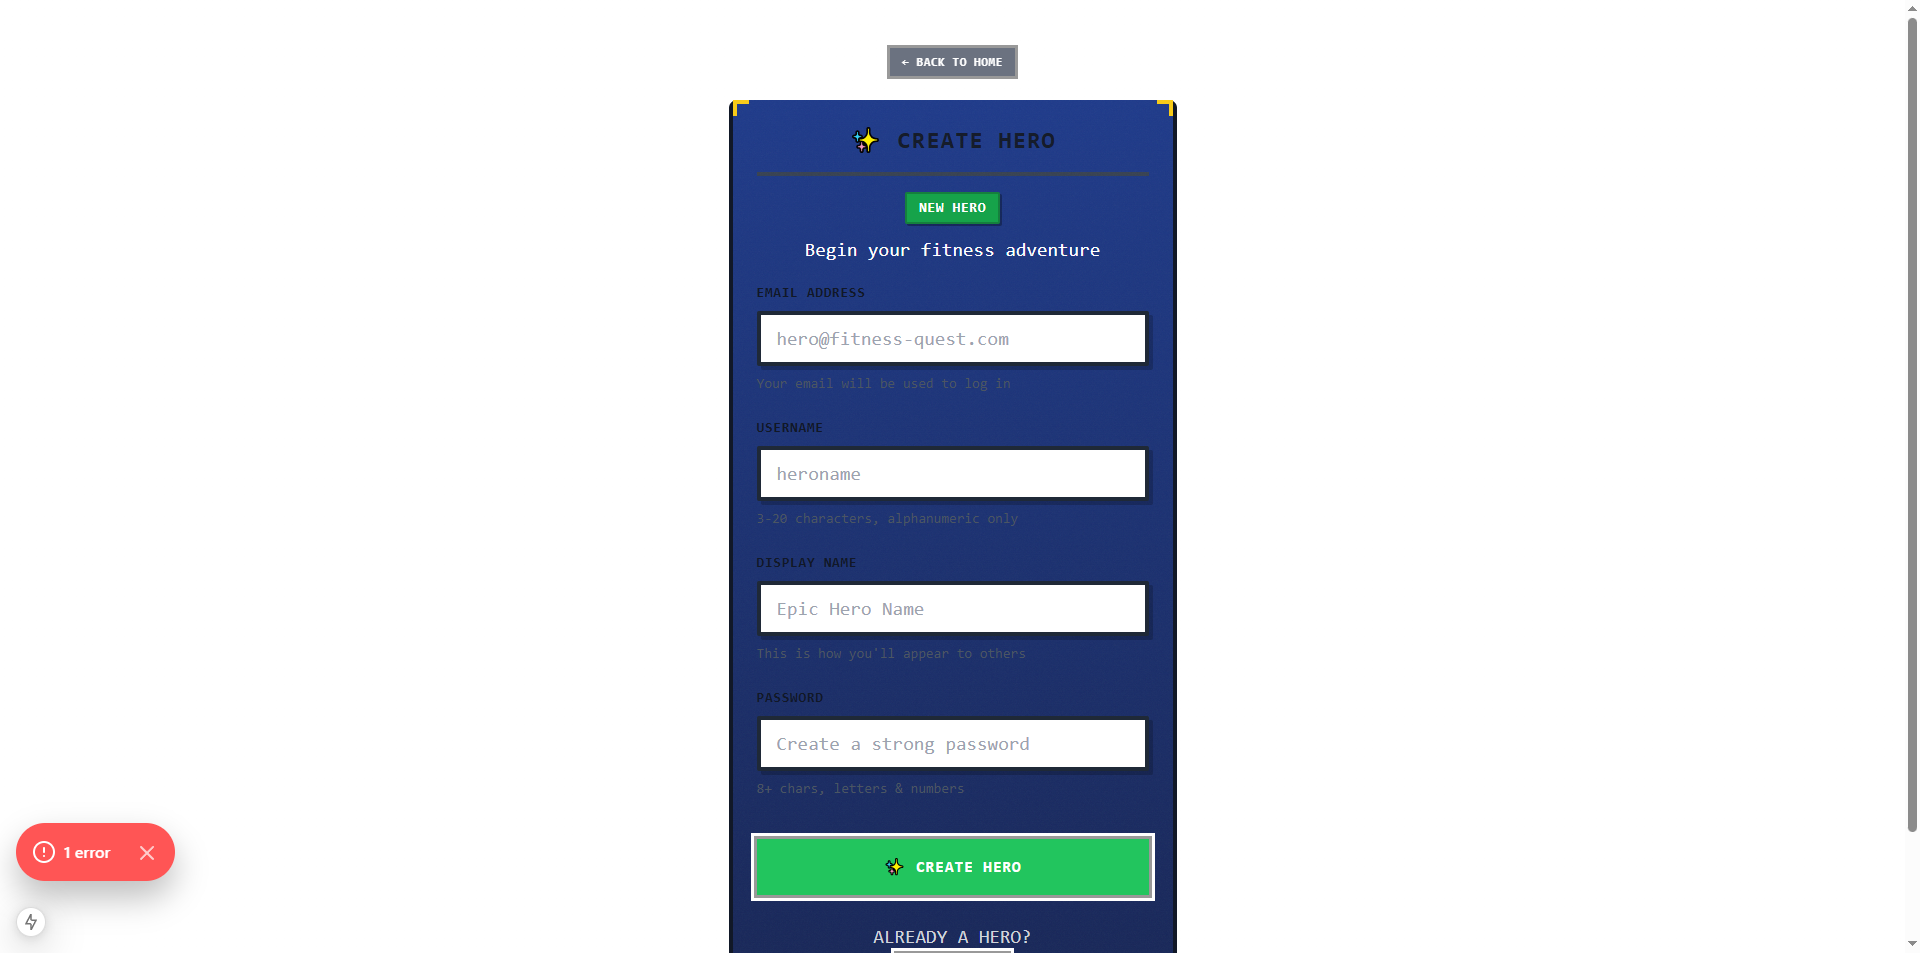 ← BACK TO HOME
✨ CREATE HERO
NEW HERO
Begin your fitness adventure
EMAIL ADDRESS
hero@fitness-quest.com
Your email will be used to log in
USERNAME
heroname
3-20 characters, alphanumeric only
DISPLAY NAME
Epic Hero Name
This is how you'll appear to others
PASSWORD
Create a strong password
8+ chars, letters & numbers
✨ CREATE HERO
1 error
ALREADY A HERO?